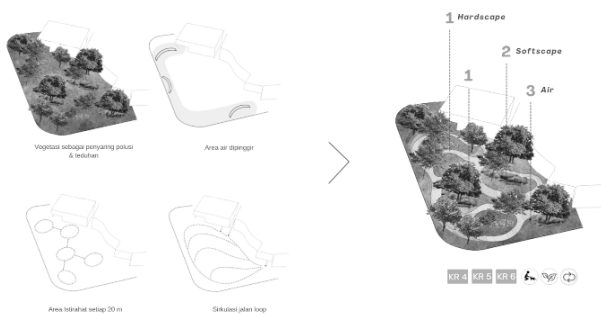 Vegetasi sebagai penyaring polusi
& teduhan
Area air dipinggir
Area Istirahat setiap 20 m
Sirkulasi jalan loop
1 Hardscape
2 Softscape
1
3 Air
KR 4 KR 5 KR 6